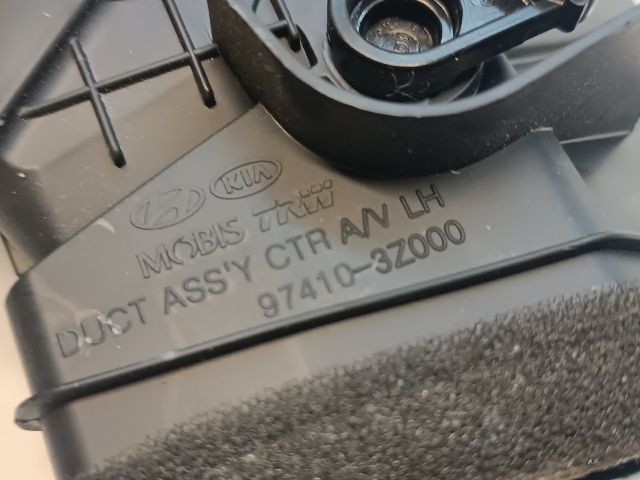 KIA
MOBIS TRW
DUCT ASS'Y CTR A/V LH
97410-3Z000